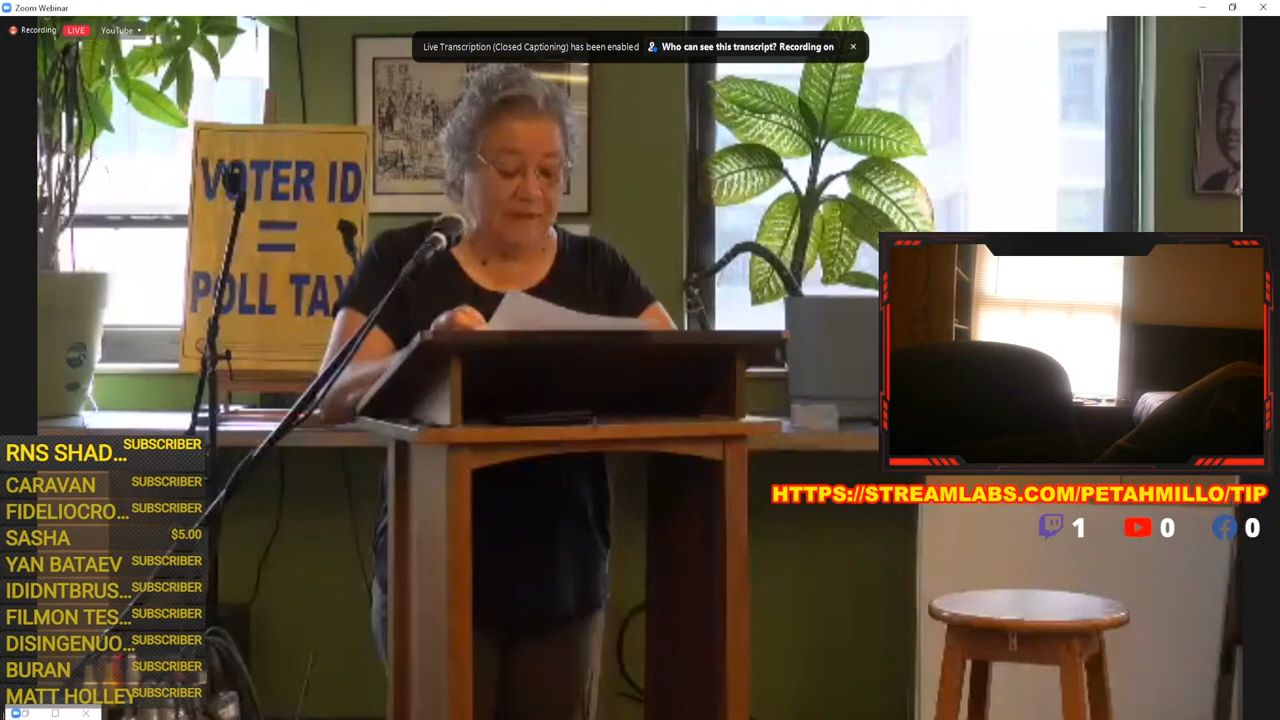 Zoom Webinar
Recording
LIVE
YouTube
Live Transcription (Closed Captioning) has been enabled
Who can see this transcript? Recording on
VOTER ID
=
POLL TAX
HTTPS://STREAMLABS.COM/PETAHMILLO/TIP
1
0
0
RNS SHAD... SUBSCRIBER
CARAVAN SUBSCRIBER
FIDELIOCRO... SUBSCRIBER
SASHA $5.00
YAN BATAEV SUBSCRIBER
IDIDNTBRUS... SUBSCRIBER
FILMON TES... SUBSCRIBER
DISINGENUO... SUBSCRIBER
BURAN SUBSCRIBER
MATT HOLLEY SUBSCRIBER